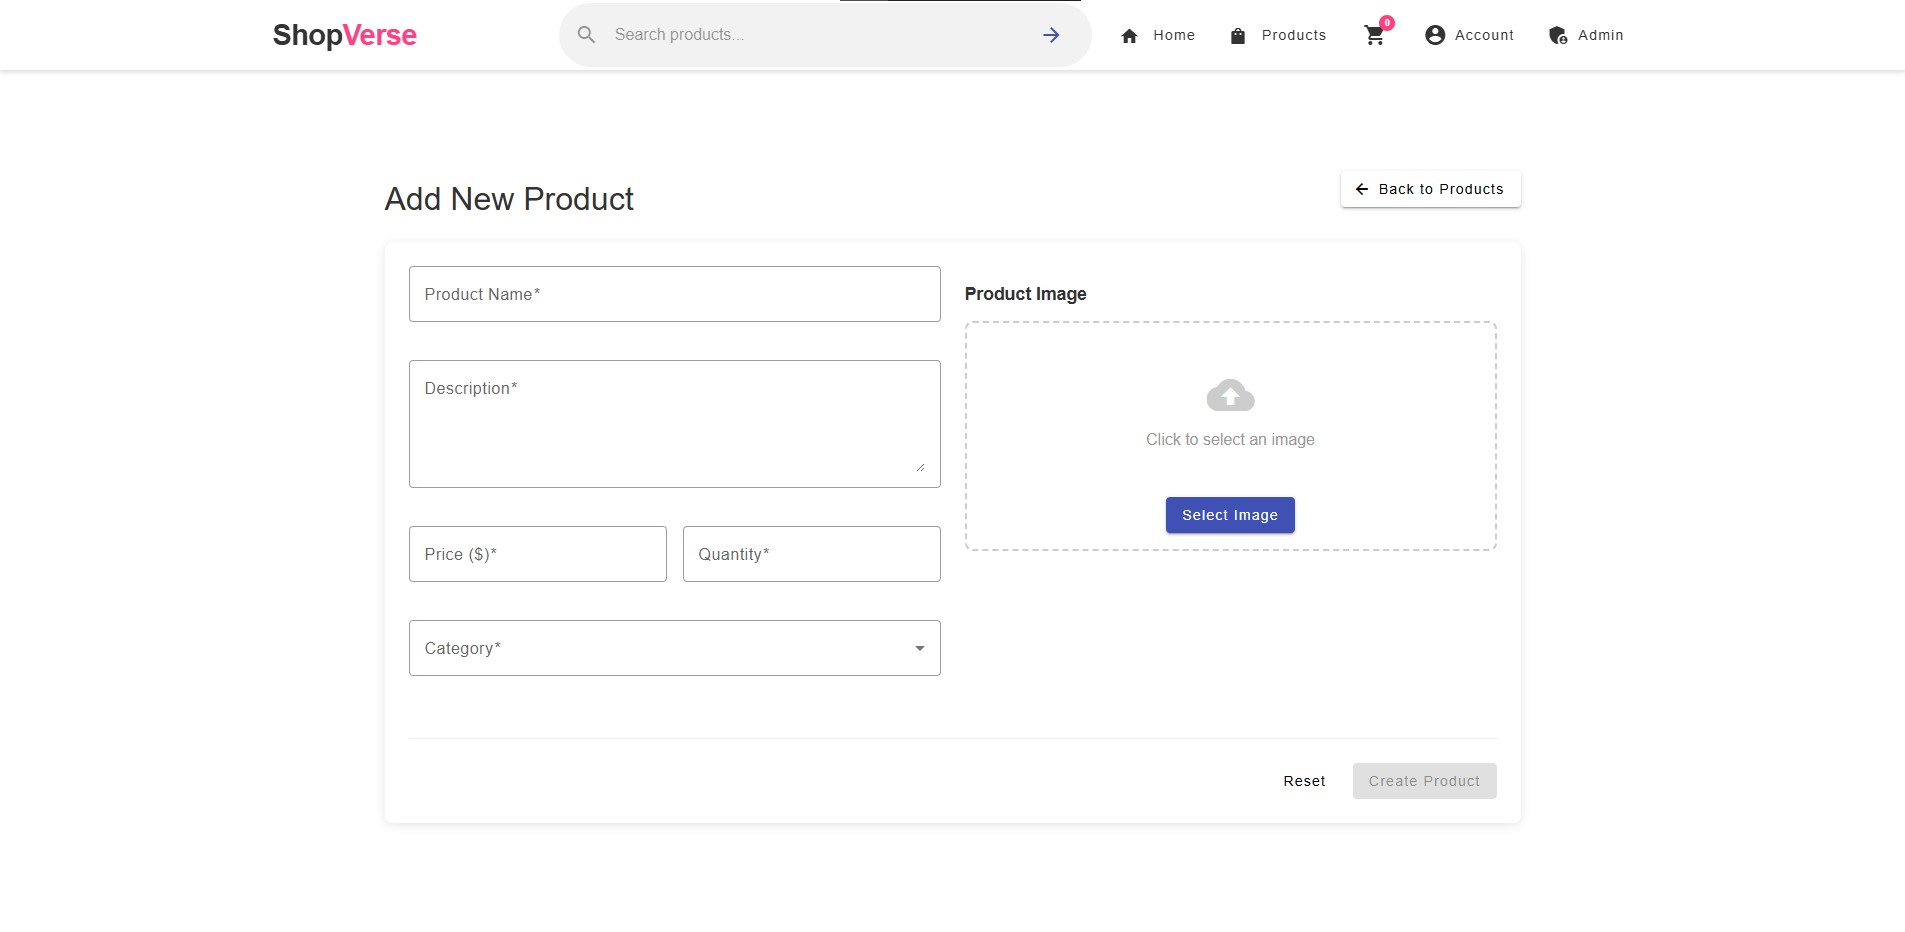 ShopVerse
Search products...
Home
Products
0
Account
Admin
Add New Product
Back to Products
Product Name*
Product Image
Description*
Click to select an image
Select Image
Price ($)*
Quantity*
Category*
Reset
Create Product